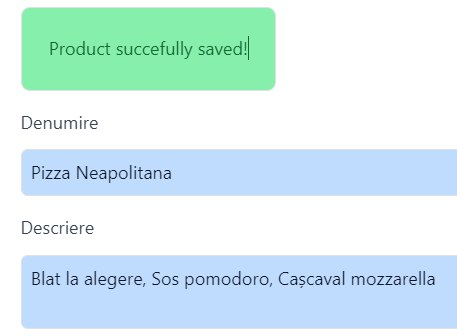 Product succefully saved!
Denumire
Pizza Neapolitana
Descriere
Blat la alegere, Sos pomodoro, Cașcaval mozzarella